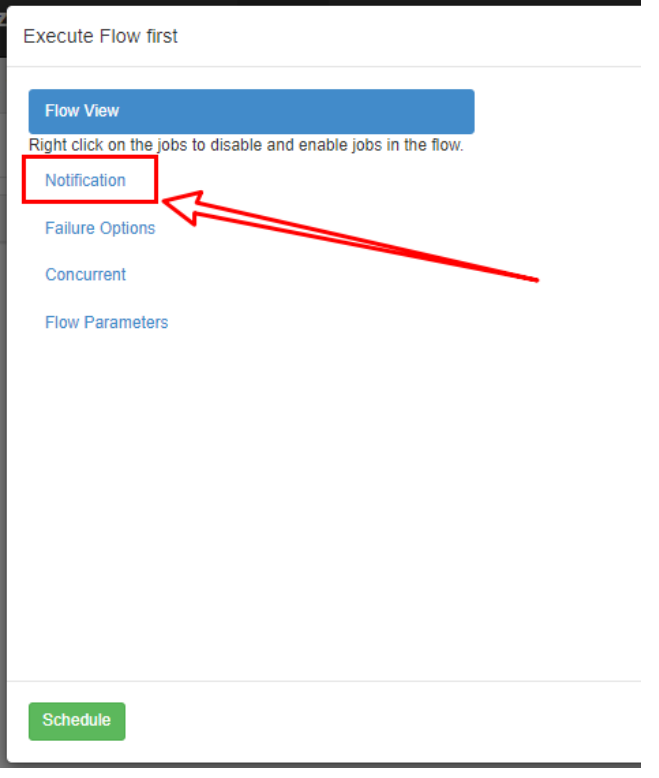 Execute Flow first
Flow View
Right click on the jobs to disable and enable jobs in the flow.
Notification
Failure Options
Concurrent
Flow Parameters
Schedule